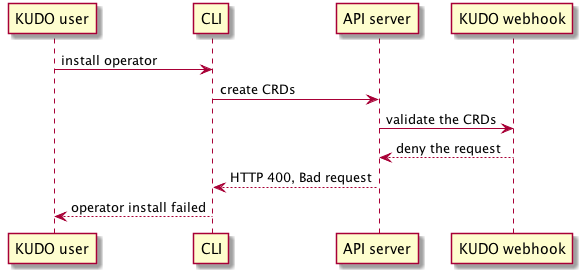 KUDO user
CLI
API server
KUDO webhook
install operator
create CRDs
validate the CRDs
deny the request
HTTP 400, Bad request
operator install failed
KUDO user
CLI
API server
KUDO webhook